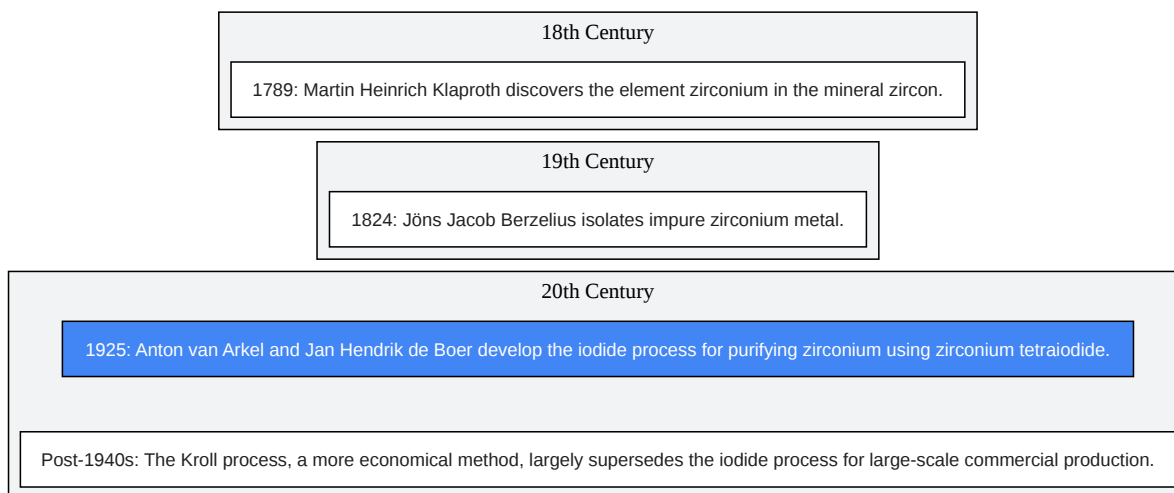 18th Century
1789: Martin Heinrich Klaproth discovers the element zirconium in the mineral zircon.
19th Century
1824: Jöns Jacob Berzelius isolates impure zirconium metal.
20th Century
1925: Anton van Arkel and Jan Hendrik de Boer develop the iodide process for purifying zirconium using zirconium tetraiodide.
Post-1940s: The Kroll process, a more economical method, largely supersedes the iodide process for large-scale commercial production.